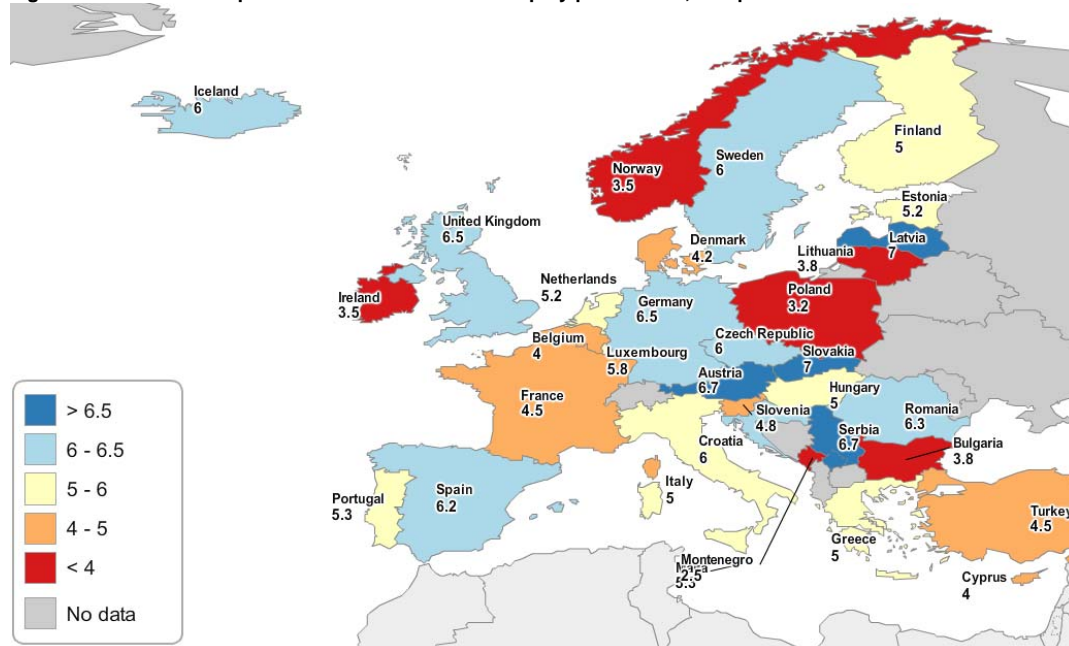 Iceland
6
Norway
3.5
Sweden
6
Finland
5
Estonia
5.2
United Kingdom
6.5
Denmark
4.2
Latvia
7
Lithuania
3.8
Netherlands
5.2
Ireland
3.5
Germany
6.5
Poland
3.2
Belgium
4
Czech Republic
6
Luxembourg
5.8
Slovakia
7
Austria
6.7
France
4.5
Hungary
5
Slovenia
4.8
Romania
6.3
Serbia
6.7
Croatia
6
Bulgaria
3.8
Portugal
5.3
Spain
6.2
Italy
5
Turkey
4.5
Greece
5
Montenegro
2.5
Cyprus
4
> 6.5
6 - 6.5
5 - 6
4 - 5
< 4
No data